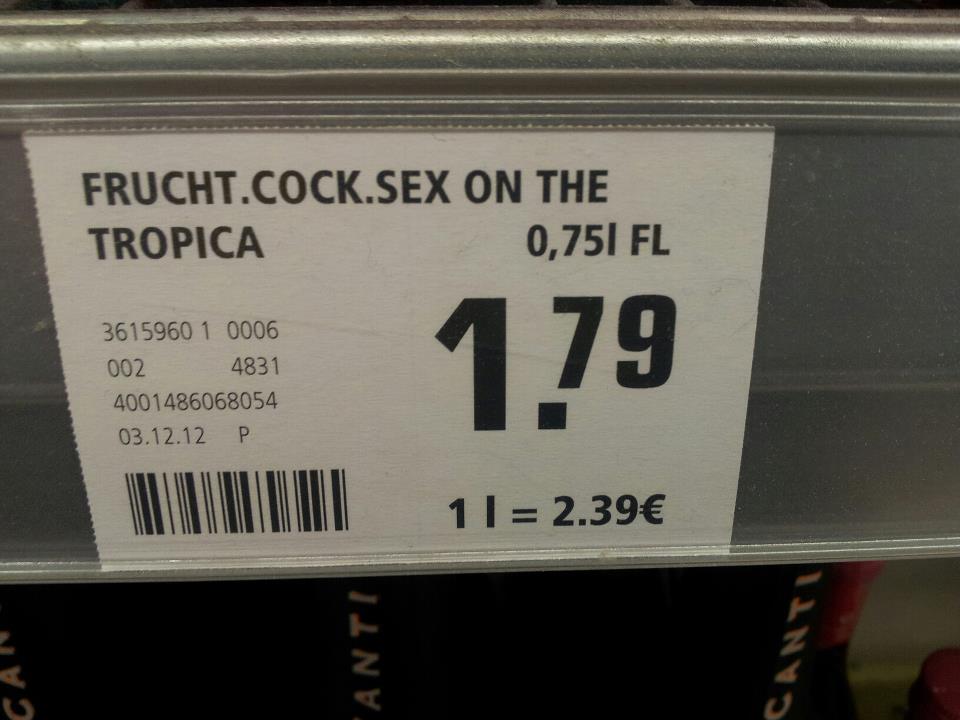 FRUCHT.COCK.SEX ON THE
TROPICA 0,75l FL
3615960 1 0006
002 4831
4001486068054
03.12.12 P
1.79
1 l = 2.39€
CANTI
CANTI